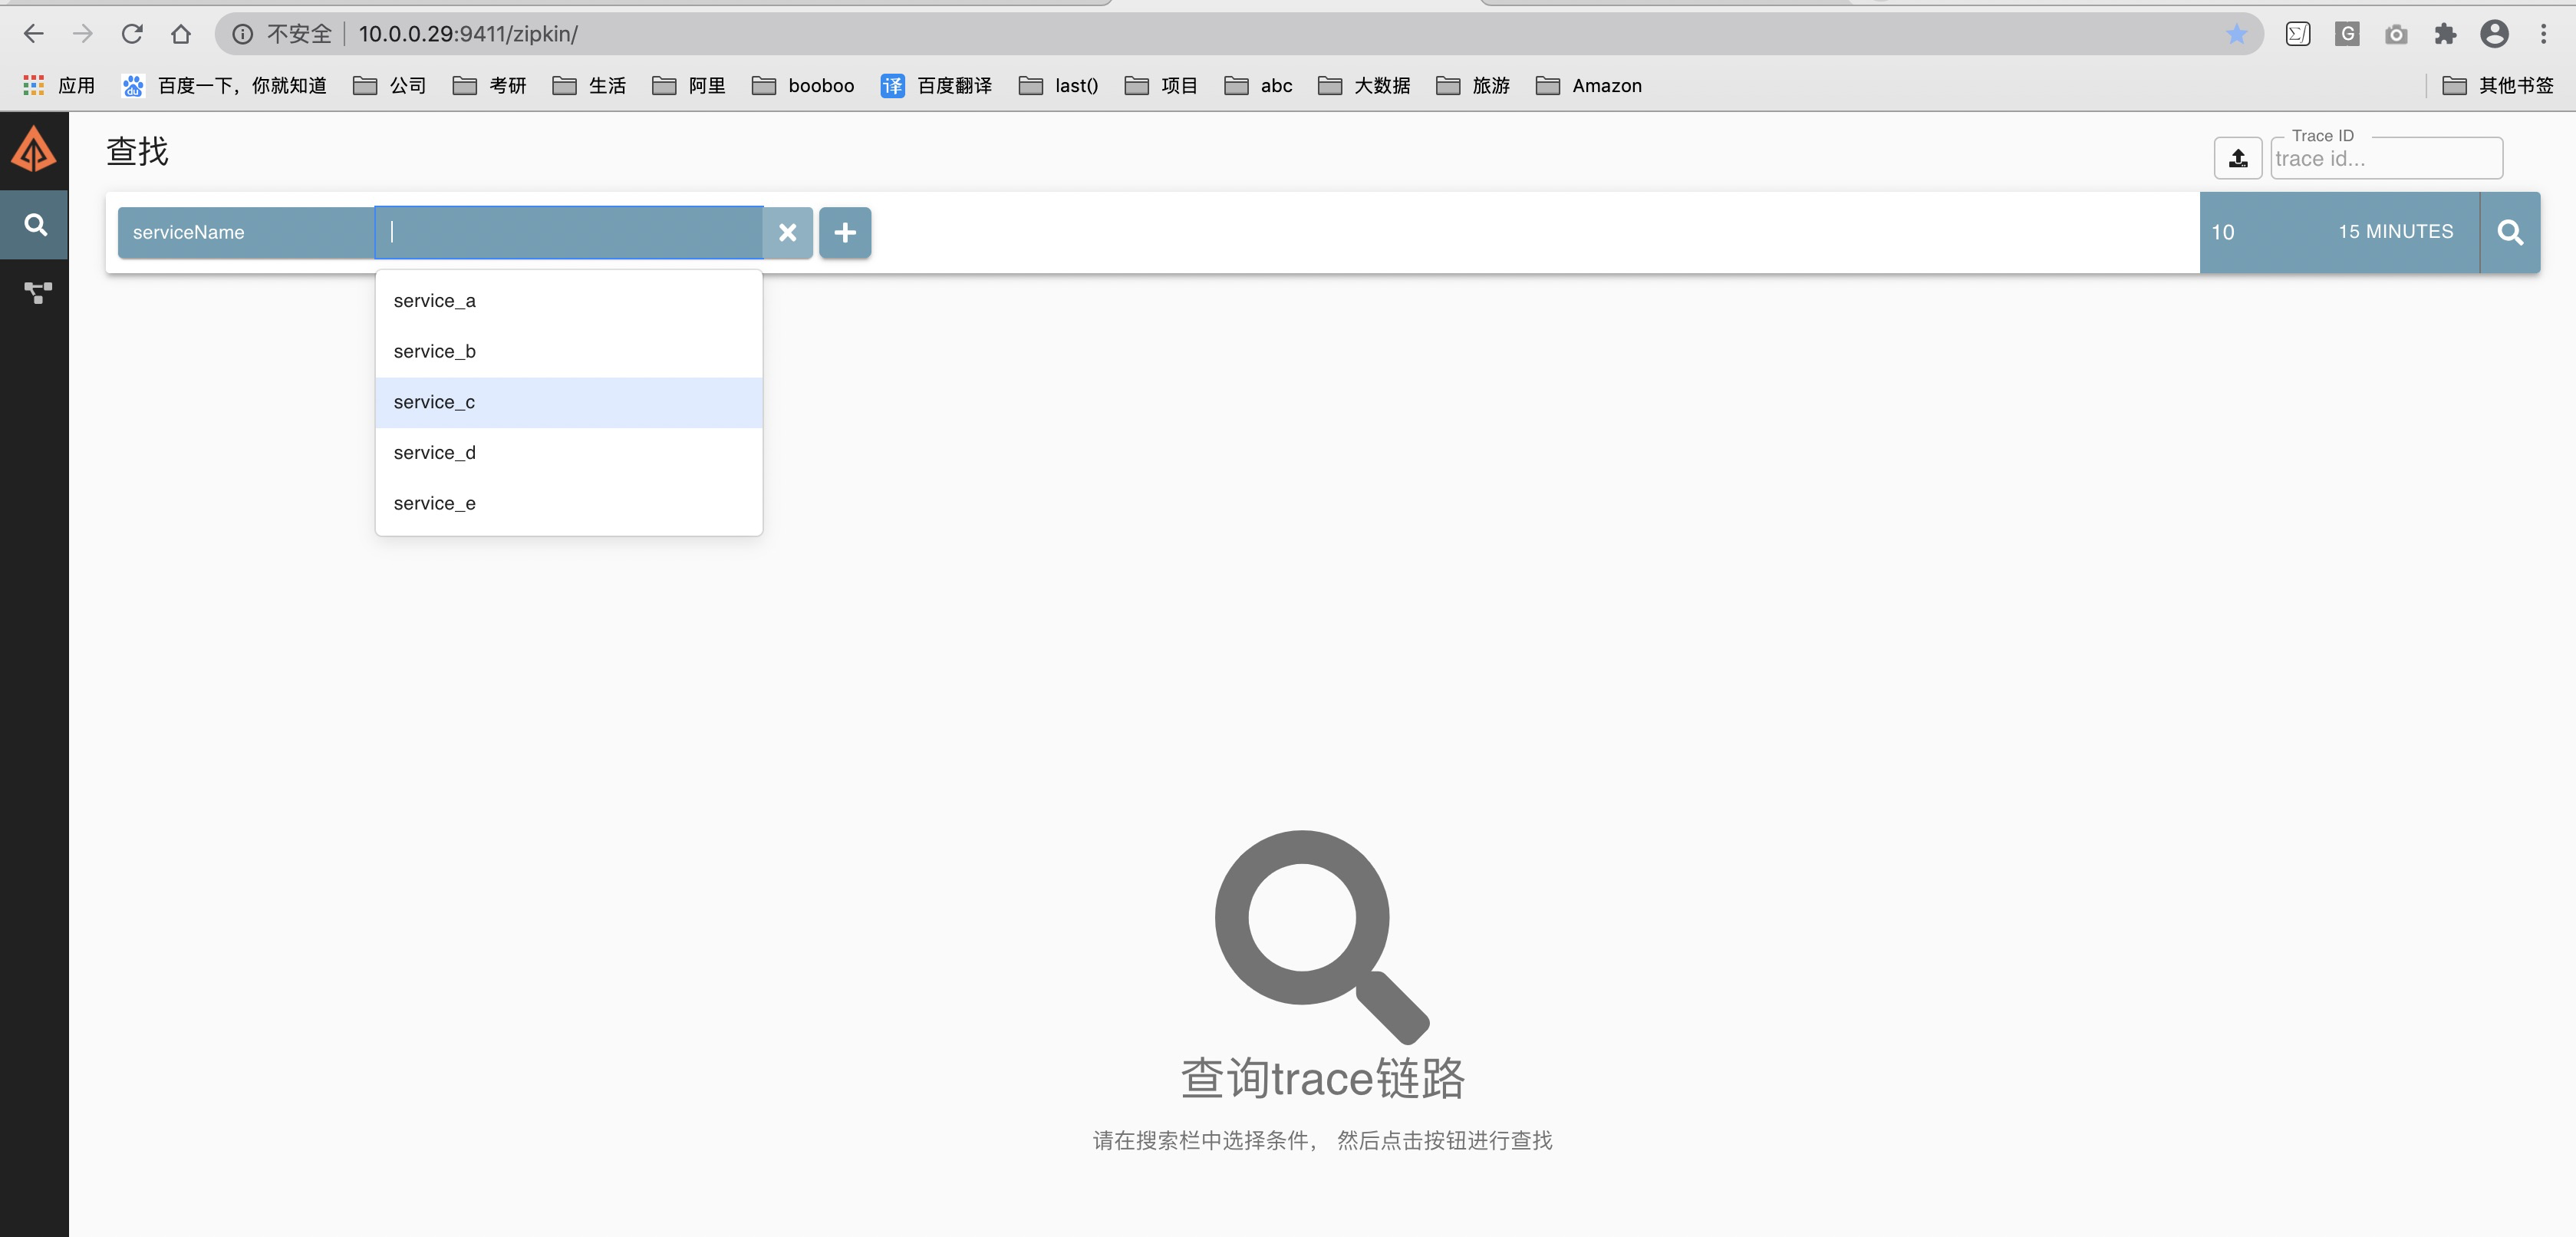 不安全 10.0.0.29:9411/zipkin/
应用 百度一下，你就知道 公司 考研 生活 阿里 booboo 译 百度翻译 last() 项目 abc 大数据 旅游 Amazon 其他书签
查找
Trace ID
trace id...
serviceName
10 15 MINUTES
service_a
service_b
service_c
service_d
service_e
查询trace链路
请在搜索栏中选择条件， 然后点击按钮进行查找